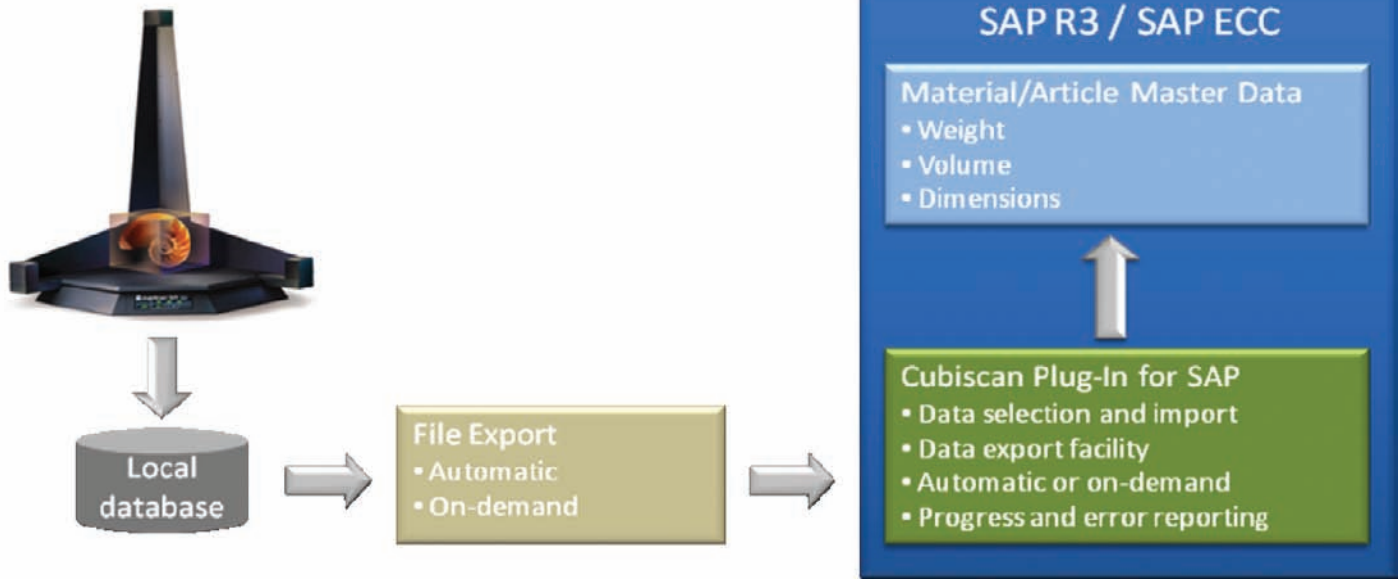 SAP R3 / SAP ECC
Material/Article Master Data
• Weight
• Volume
• Dimensions
Cubiscan Plug-In for SAP
• Data selection and import
• Data export facility
• Automatic or on-demand
• Progress and error reporting
File Export
• Automatic
• On-demand
Local
database